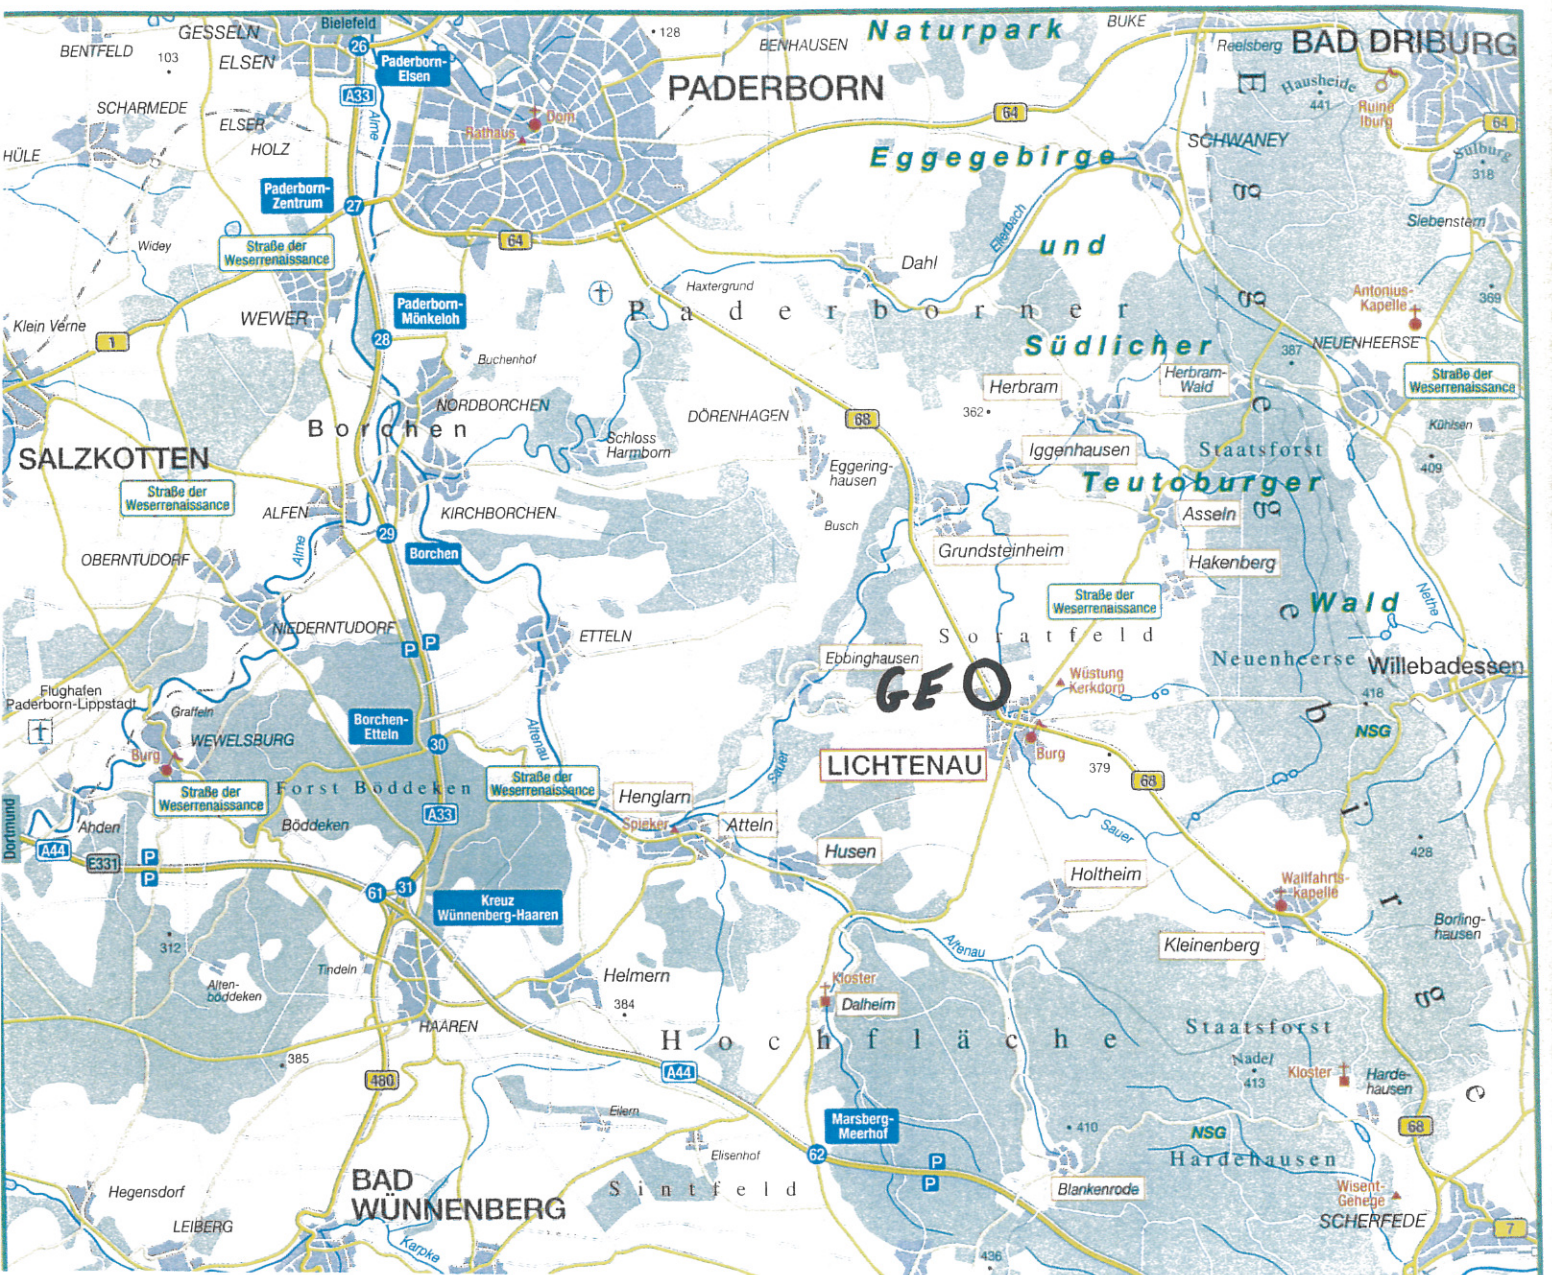 Bielefeld
GESSELN
BENTFELD
103
ELSEN
26
Paderborn-
Elsen
A33
Alme
128
BENHAUSEN
PADERBORN
Naturpark
BUKE
Reelsberg
BAD DRIBURG
Hausheide
441
Ruine
Iburg
64
64
Sulburg
318
SCHARMEDE
ELSER
HOLZ
HÜLE
Rathaus
Dom
Eggegebirge
SCHWANEY
Paderborn-
Zentrum
27
Widey
Straße der
Weserrenaissance
64
Ellerbach
und
Siebenstern
Dahl
Haxtergrund
Paderborner
Antonius-
Kapelle
369
Klein Verne
1
WEWER
Paderborn-
Mönkeloh
28
Buchenhof
Südlicher
387
NEUENHEERSE
Straße der
Weserrenaissance
Herbram
Herbram-
Wald
362
NORDBORCHEN
Borchen
DÖRENHAGEN
68
Kühlsen
SALZKOTTEN
Schloss
Harmborn
Iggenhausen
Staatsforst
409
Eggering-
hausen
Teutoburger
Straße der
Weserrenaissance
ALFEN
KIRCHBORCHEN
Busch
Asseln
29
Borchen
Alme
OBERNTUDORF
Grundsteinheim
Hakenberg
Straße der
Weserrenaissance
Wald
Nethe
NIEDERNTUDORF
P P
ETTELN
Soratfeld
Ebbinghausen
Neuenheerse
Willebadessen
GEO
Wüstung
Kerkdorp
418
Flughafen
Paderborn-Lippstadt
Graffeln
WEWELSBURG
Burg
Borchen-
Etteln
30
Altenau
NSG
Burg
LICHTENAU
379
68
Sauer
Straße der
Weserrenaissance
Forst Böddeken
Straße der
Weserrenaissance
Henglarn
Dortmund
Ahden
Böddeken
A33
Spieker
Atteln
Sauer
428
A44
E331
P
P
Husen
Holtheim
Wallfahrts-
kapelle
61
31
Kreuz
Wünnenberg-Haaren
Borling-
hausen
312
Altenau
Kleinenberg
Tindeln
Alten-
böddeken
Helmern
384
Kloster
Dalheim
Eggegebirge
HAAREN
Hochfläche
Staatsforst
385
Nadel
413
Kloster
Harde-
hausen
480
A44
Eilern
Marsberg-
Meerhof
68
410
NSG
62
P
P
Elisenhof
Hardehausen
BAD
WÜNNENBERG
Sintfeld
Blankenrode
Wisent-
Gehege
Hegensdorf
LEIBERG
SCHERFEDE
7
Karpke
436